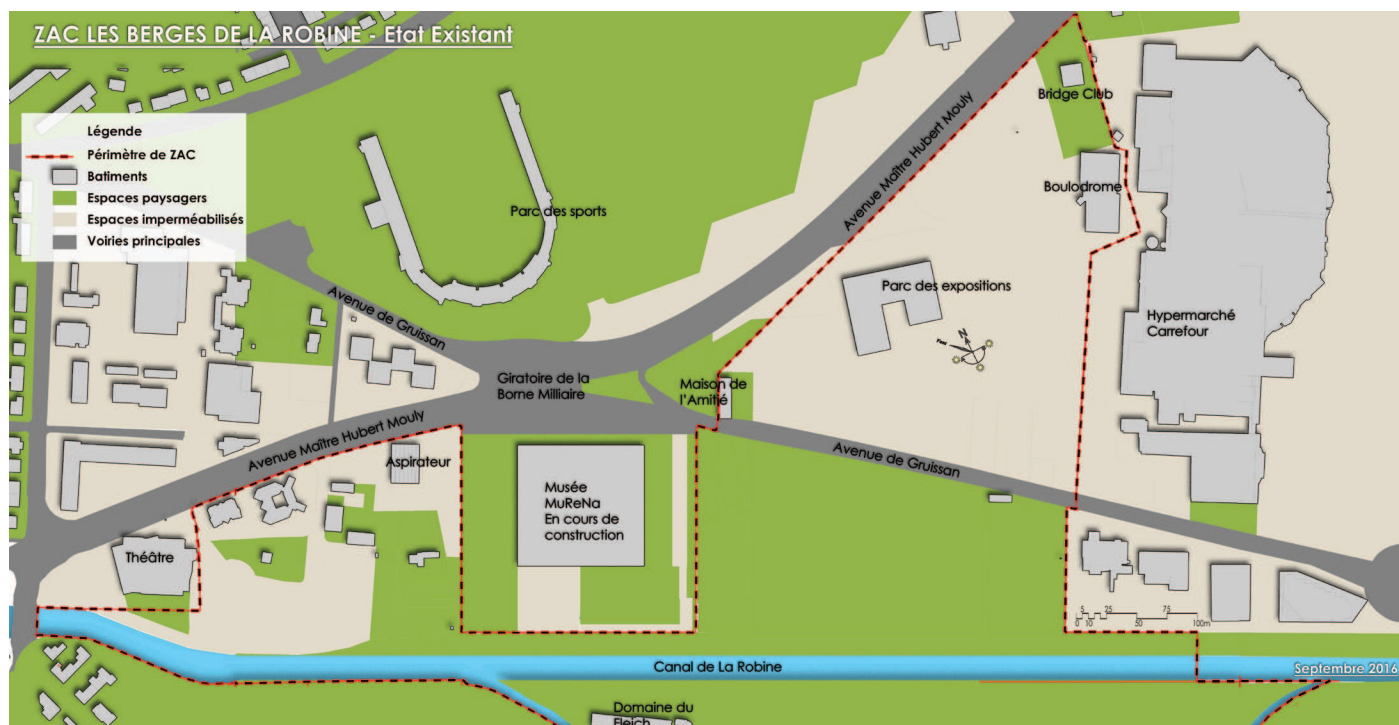 ZAC LES BERGES DE LA ROBINE - Etat Existant
Légende
Périmètre de ZAC
Batiments
Espaces paysagers
Espaces imperméabilisés
Voiries principales
Bridge Club
Boulodrome
Avenue Maître Hubert Mouly
Parc des sports
Parc des expositions
N
Hypermarché
Carrefour
Avenue de Gruissan
Giratoire de la
Borne Milliaire
Maison de
l'Amitié
Avenue Maître Hubert Mouly
Aspirateur
Avenue de Gruissan
Musée
MuReNa
En cours de
construction
Théâtre
5 25 75
0 10 50 100m
Canal de La Robine
Septembre 2016
Domaine du
Fleich